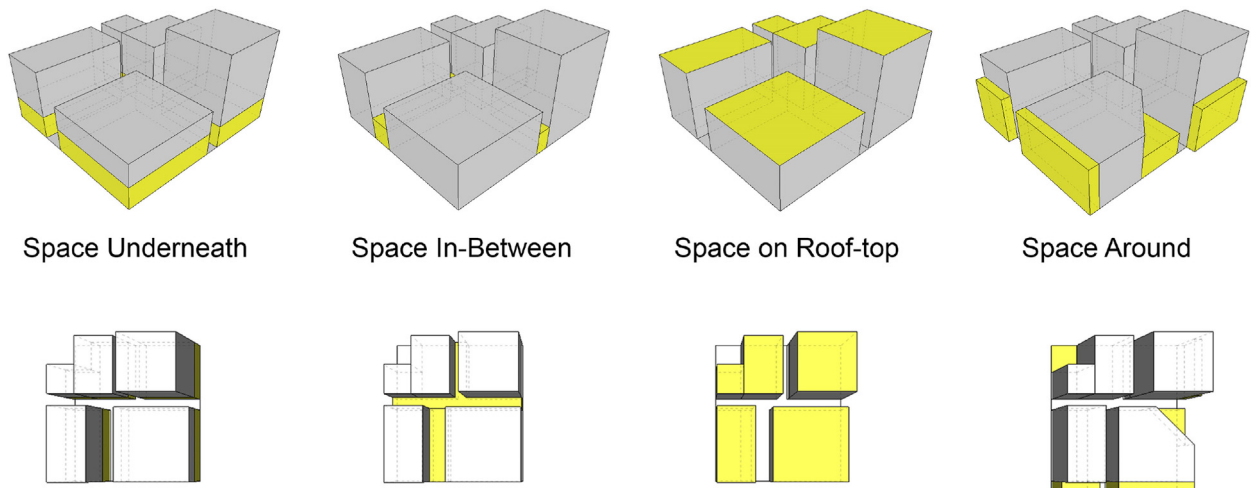 Space Underneath
Space In-Between
Space on Roof-top
Space Around